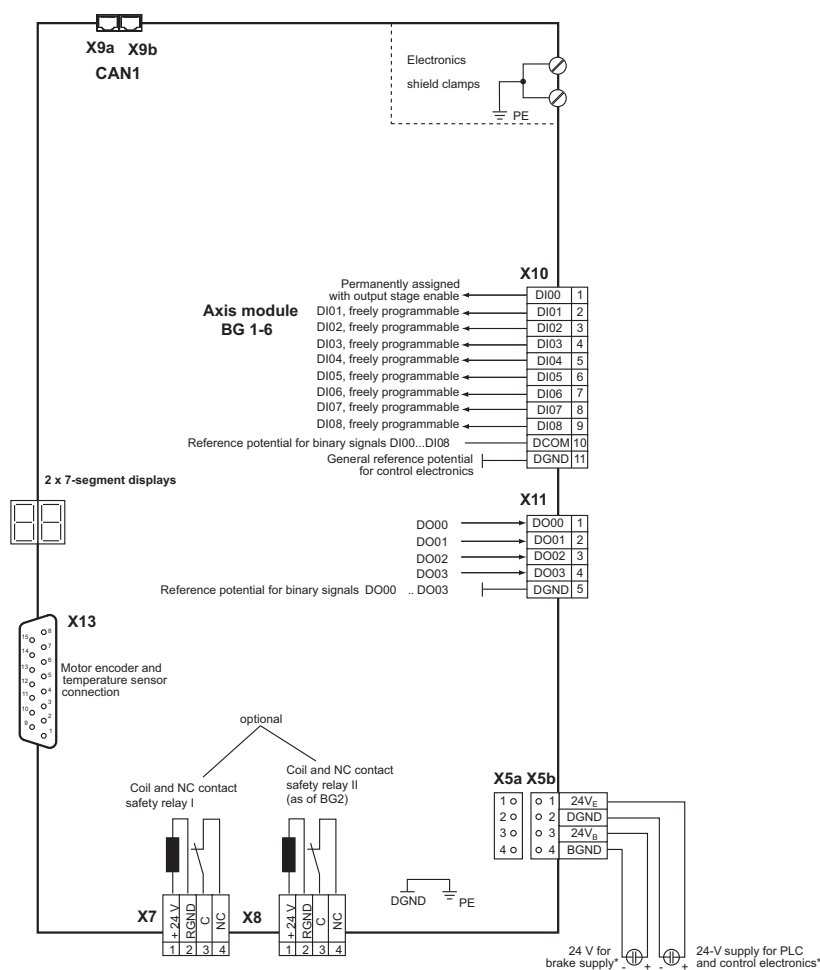 X9a X9b
CAN1
Electronics
shield clamps
PE
Axis module
BG 1-6
X10
Permanently assigned
with output stage enable
DI00 1
DI01, freely programmable DI01 2
DI02, freely programmable DI02 3
DI03, freely programmable DI03 4
DI04, freely programmable DI04 5
DI05, freely programmable DI05 6
DI06, freely programmable DI06 7
DI07, freely programmable DI07 8
DI08, freely programmable DI08 9
Reference potential for binary signals DI00...DI08 DCOM 10
General reference potential
for control electronics
DGND 11
2 x 7-segment displays
X11
DO00 DO00 1
DO01 DO01 2
DO02 DO02 3
DO03 DO03 4
Reference potential for binary signals DO00 .. DO03 DGND 5
X13
15 14 13 12 11 10 9
8 7 6 5 4 3 2 1
Motor encoder and
temperature sensor
connection
optional
Coil and NC contact
safety relay I
Coil and NC contact
safety relay II
(as of BG2)
X5a X5b
1 1 24VE
2 2 DGND
3 3 24VB
4 4 BGND
X7
+ 24 V RGND C NC
1 2 3 4
X8
+ 24 V RGND C NC
1 2 3 4
DGND PE
24 V for
brake supply*
- +
- +
24-V supply for PLC
and control electronics*